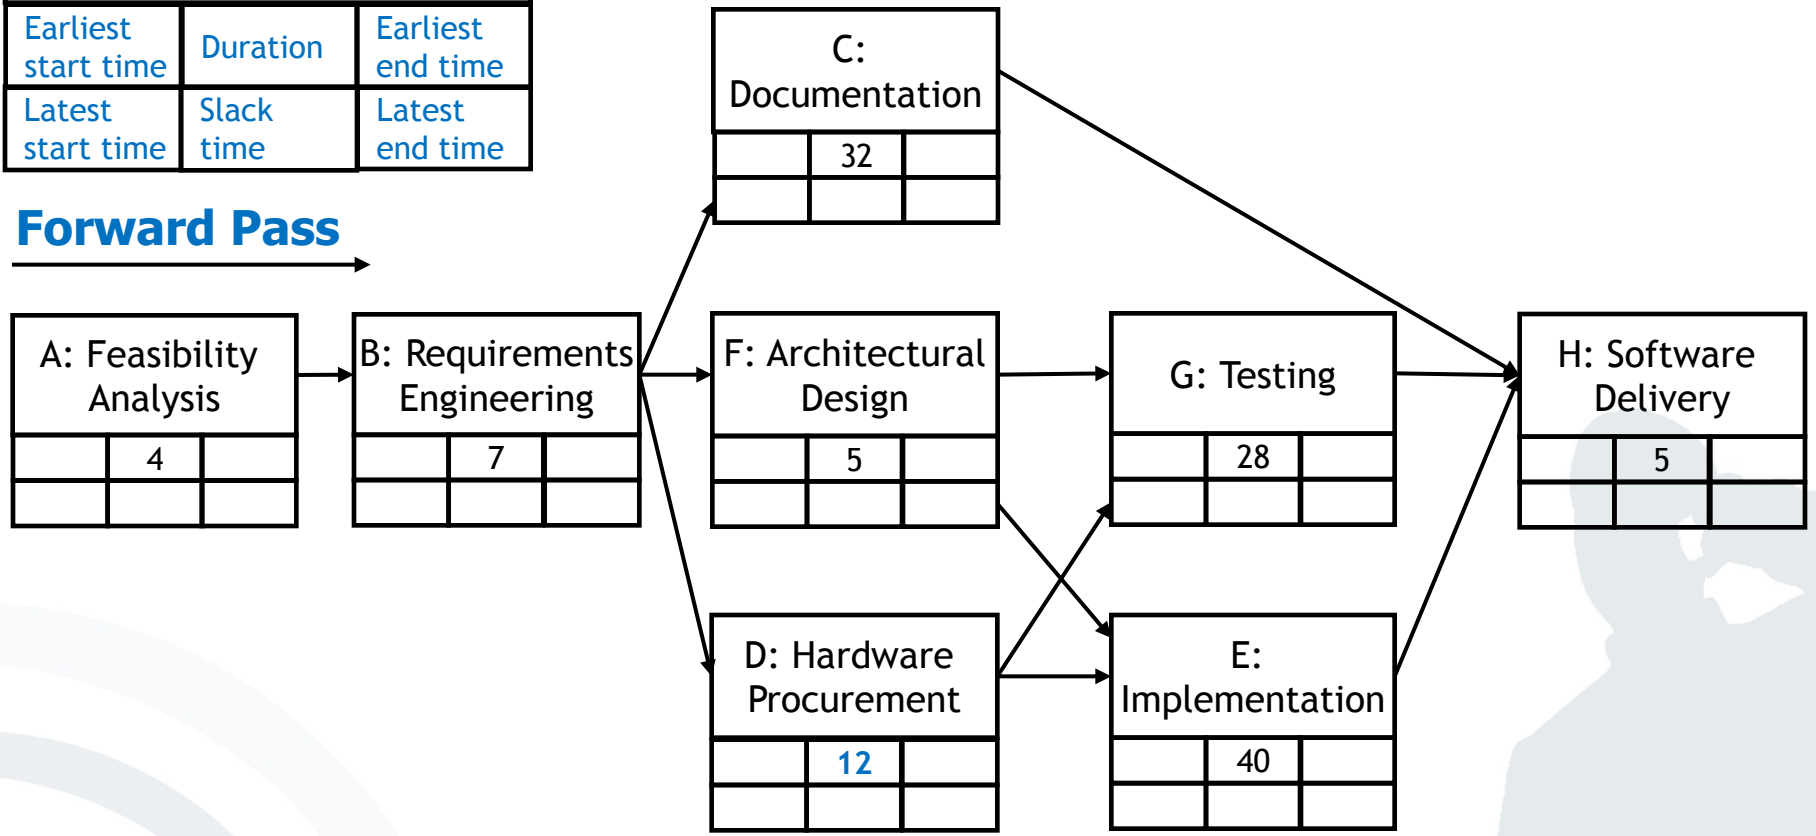 Earliest start time
Duration
Earliest end time
Latest start time
Slack time
Latest end time
Forward Pass
C:
Documentation
32
A: Feasibility
Analysis
4
B: Requirements
Engineering
7
F: Architectural
Design
5
G: Testing
28
H: Software
Delivery
5
D: Hardware
Procurement
12
E:
Implementation
40